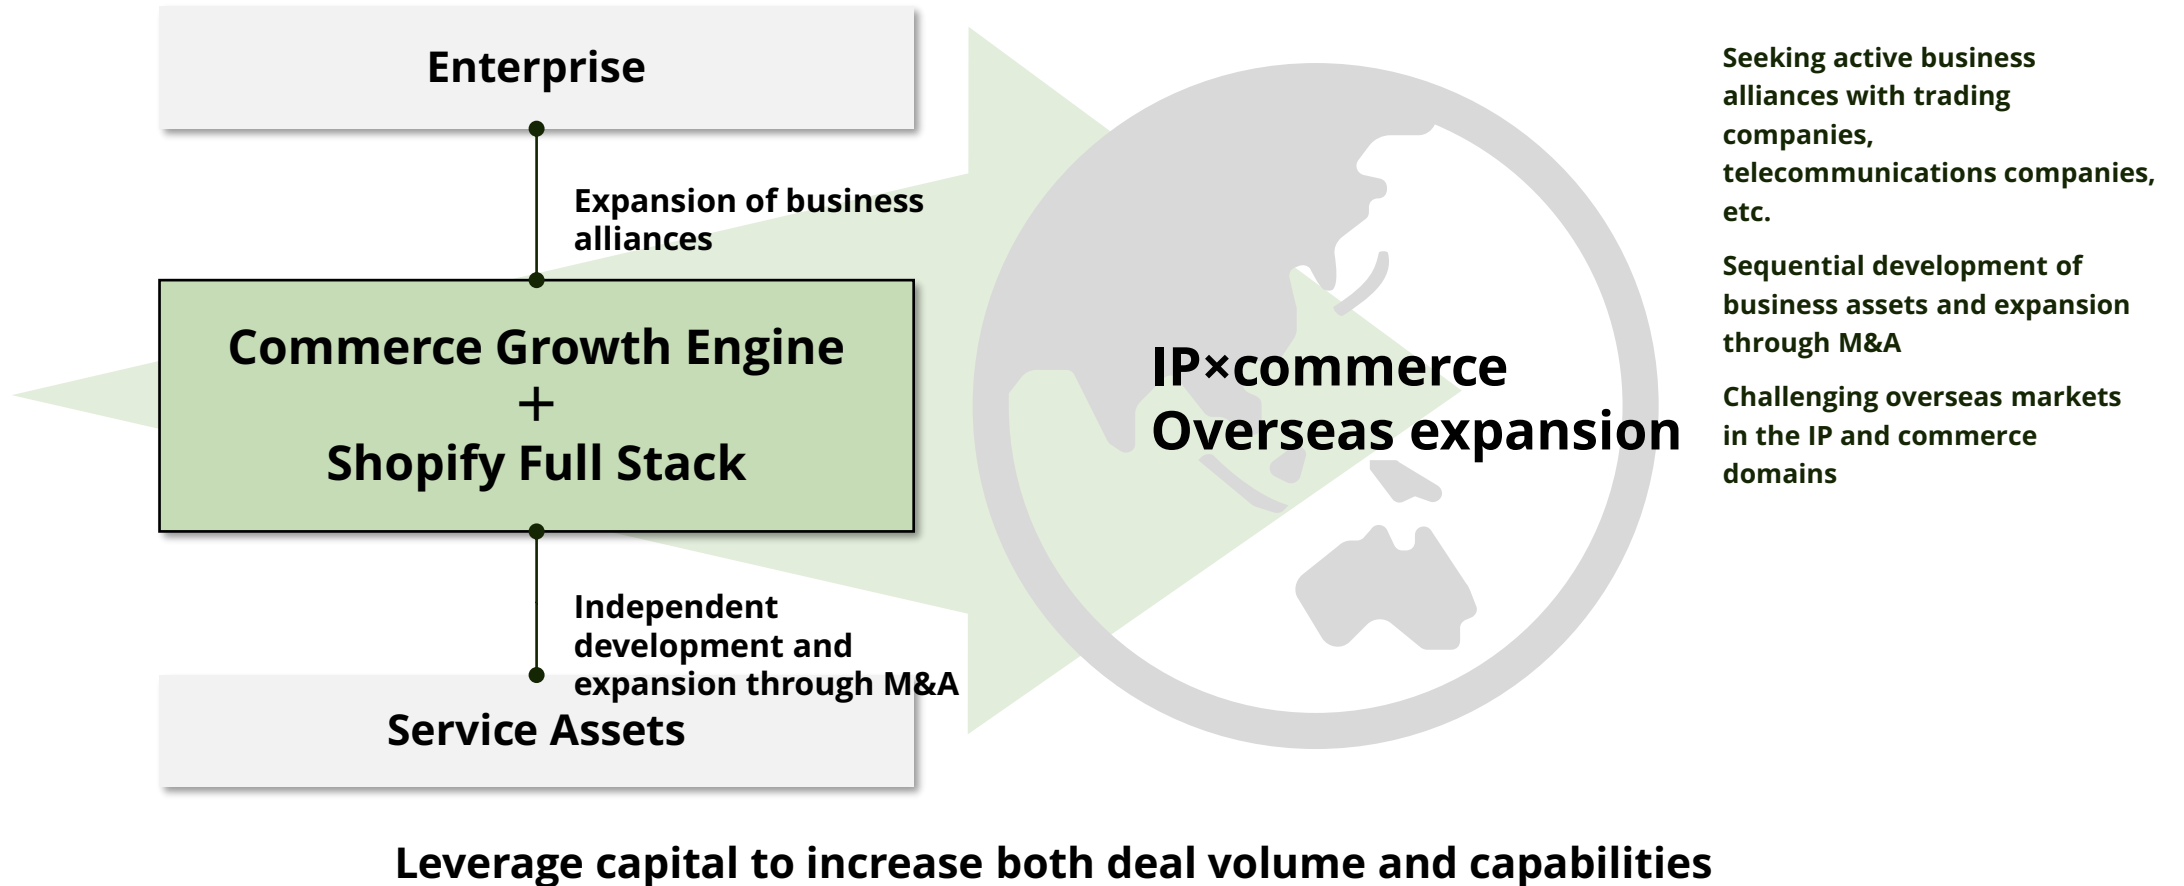 Enterprise
Expansion of business
alliances
Commerce Growth Engine
+
Shopify Full Stack
Independent
development and
expansion through M&A
Service Assets
IP×commerce
Overseas expansion
Seeking active business
alliances with trading
companies,
telecommunications companies,
etc.
Sequential development of
business assets and expansion
through M&A
Challenging overseas markets
in the IP and commerce
domains
Leverage capital to increase both deal volume and capabilities